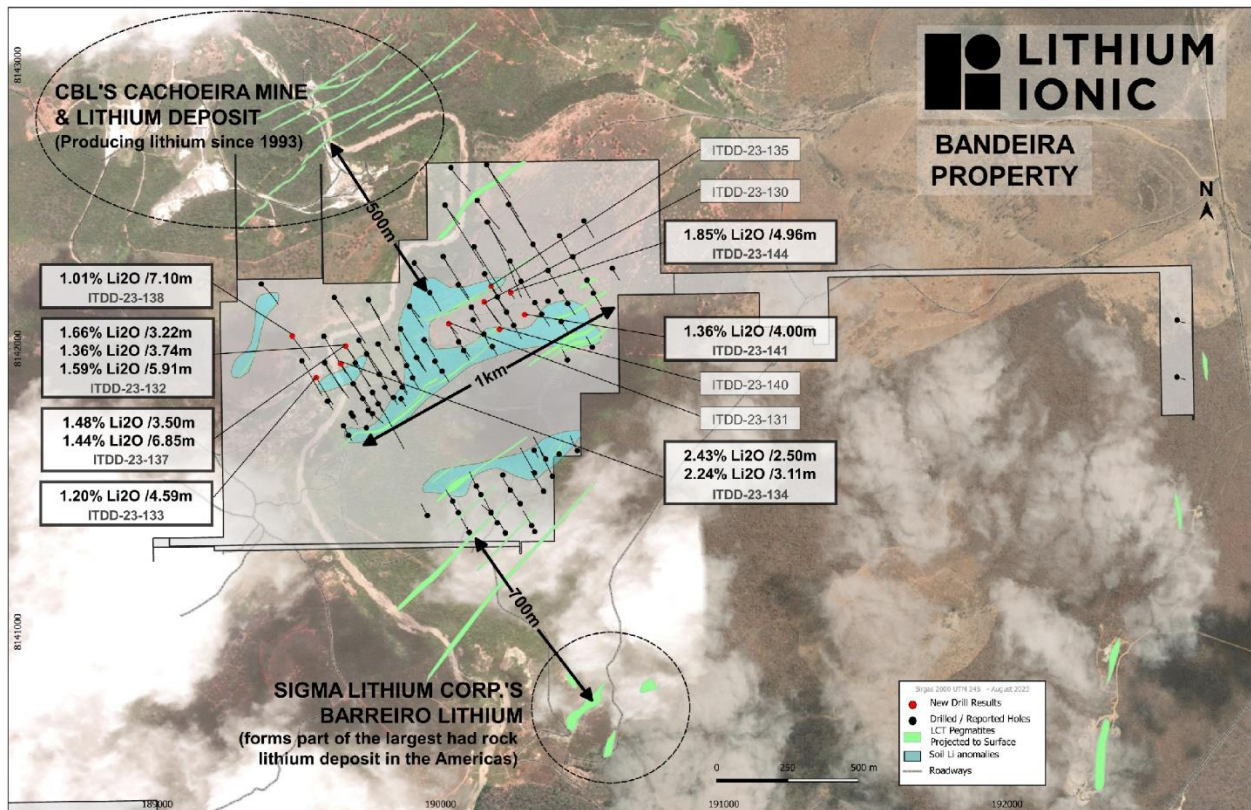 LITHIUM
IONIC
BANDEIRA
PROPERTY
N
CBL'S CACHOEIRA MINE
& LITHIUM DEPOSIT
(Producing lithium since 1993)
500m
ITDD-23-135
ITDD-23-130
1.85% Li2O /4.96m
ITDD-23-144
1.01% Li2O /7.10m
ITDD-23-138
1.66% Li2O /3.22m
1.36% Li2O /3.74m
1.59% Li2O /5.91m
ITDD-23-132
1.48% Li2O /3.50m
1.44% Li2O /6.85m
ITDD-23-137
1.20% Li2O /4.59m
ITDD-23-133
1km
1.36% Li2O /4.00m
ITDD-23-141
ITDD-23-140
ITDD-23-131
2.43% Li2O /2.50m
2.24% Li2O /3.11m
ITDD-23-134
700m
SIGMA LITHIUM CORP.'S
BARREIRO LITHIUM
(forms part of the largest had rock
lithium deposit in the Americas)
Sirgas 2000 UTM 24S - August 2023
New Drill Results
Drilled / Reported Holes
LCT Pegmatites
Projected to Surface
Soil Li anomalies
Roadways
0 250 500 m
8143000
8142000
8141000
189000 190000 191000 192000